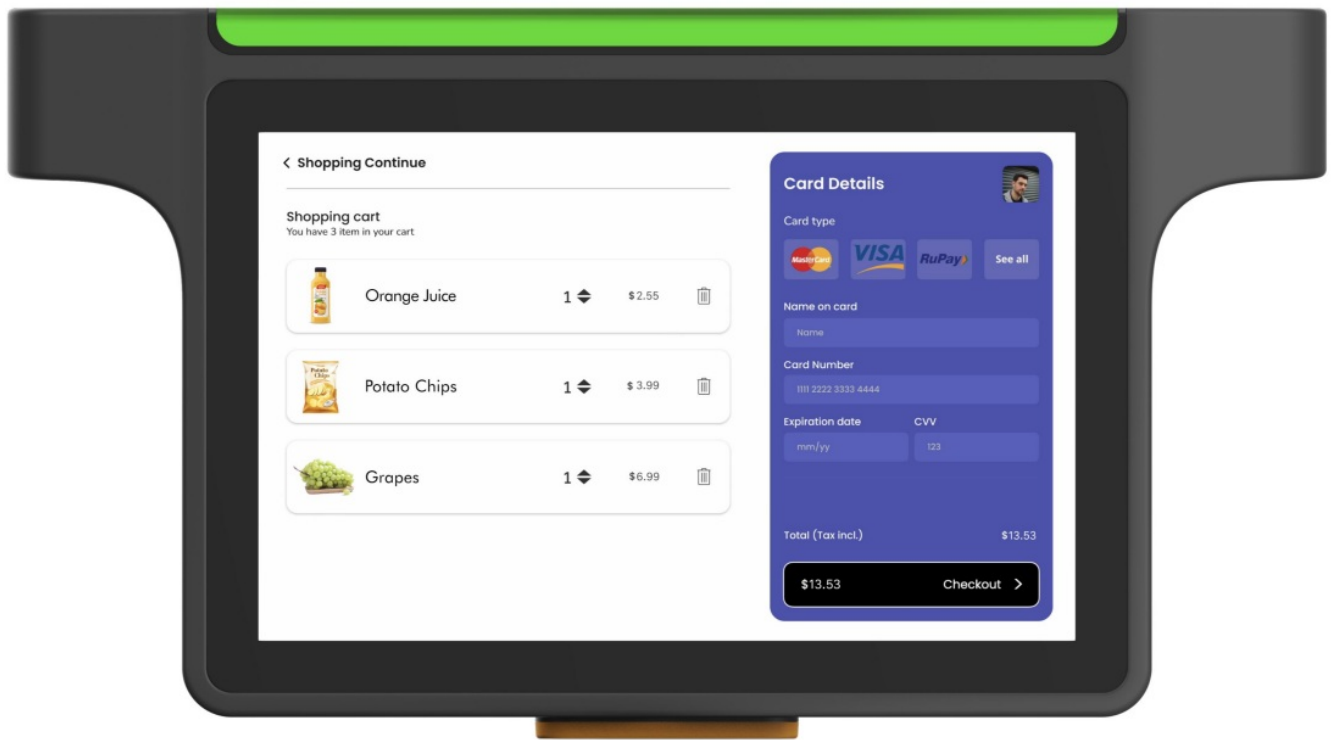 Shopping Continue
Shopping cart
You have 3 item in your cart
Orange Juice 1 $2.55
Potato Chips
Potato Chips 1 $ 3.99
Grapes 1 $6.99
Card Details
Card type
MasterCard VISA RuPay See all
Name on card
Name
Card Number
1111 2222 3333 4444
Expiration date CVV
mm/yy 123
Total (Tax incl.) $13.53
$13.53 Checkout